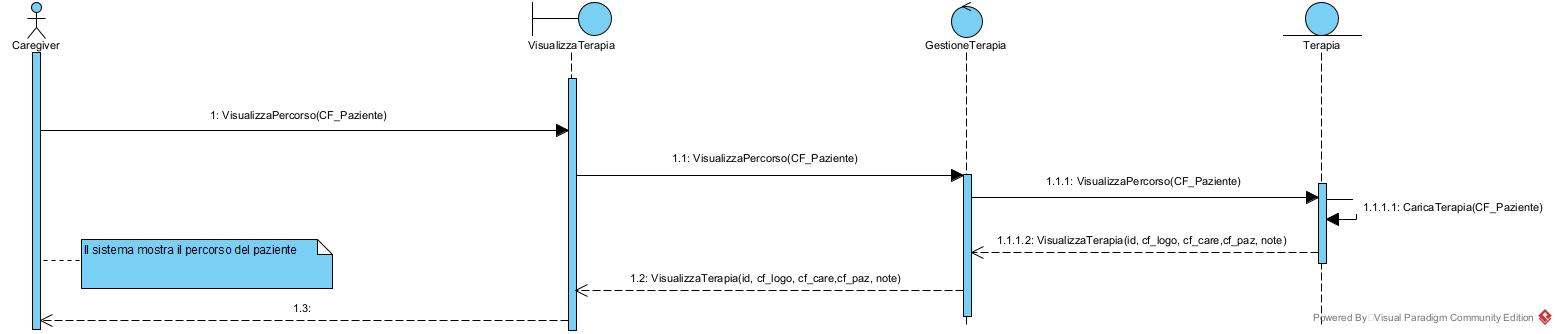 Caregiver
VisualizzaTerapia
GestioneTerapia
Terapia
1: VisualizzaPercorso(CF_Paziente)
1.1: VisualizzaPercorso(CF_Paziente)
1.1.1: VisualizzaPercorso(CF_Paziente)
1.1.1.1: CaricaTerapia(CF_Paziente)
1.1.1.2: VisualizzaTerapia(id, cf_logo, cf_care,cf_paz, note)
Il sistema mostra il percorso del paziente
1.2: VisualizzaTerapia(id, cf_logo, cf_care,cf_paz, note)
1.3:
Powered By Visual Paradigm Community Edition